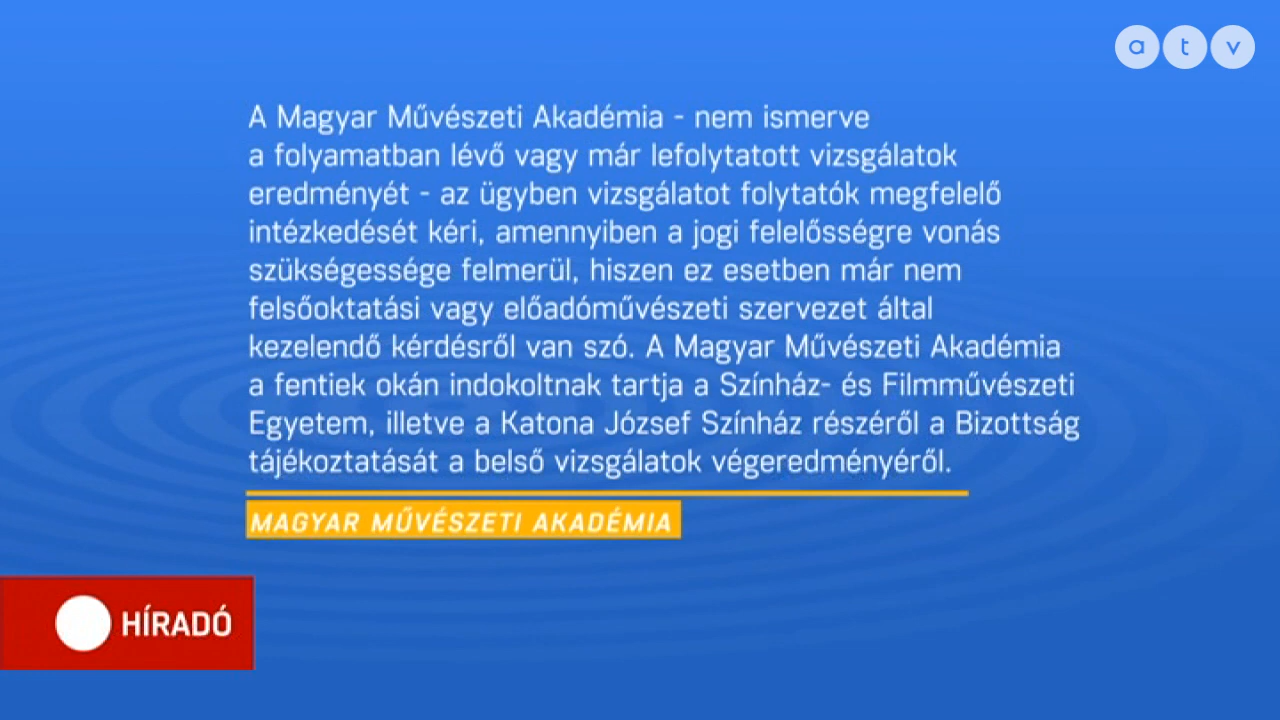 atv
A Magyar Művészeti Akadémia - nem ismerve
a folyamatban lévő vagy már lefolytatott vizsgálatok
eredményét - az ügyben vizsgálatot folytatók megfelelő
intézkedését kéri, amennyiben a jogi felelősségre vonás
szükségessége felmerül, hiszen ez esetben már nem
felsőoktatási vagy előadóművészeti szervezet által
kezelendő kérdésről van szó. A Magyar Művészeti Akadémia
a fentiek okán indokoltnak tartja a Színház- és Filmművészeti
Egyetem, illetve a Katona József Színház részéről a Bizottság
tájékoztatását a belső vizsgálatok végeredményéről.
MAGYAR MŰVÉSZETI AKADÉMIA
HÍRADÓ